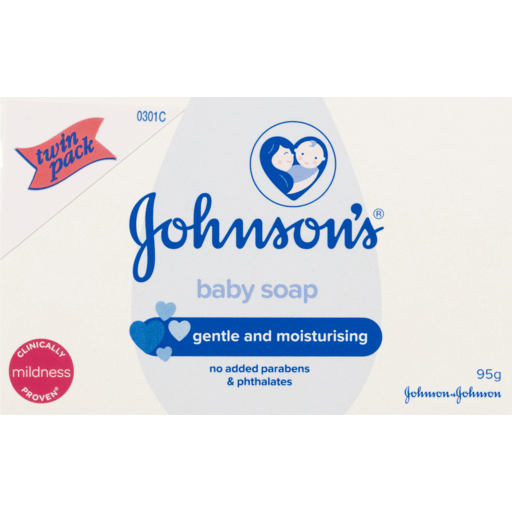 twin
pack
0301C
Johnson's®
baby soap
gentle and moisturising
no added parabens
& phthalates
CLINICALLY
mildness
PROVEN®
95g
Johnson & Johnson